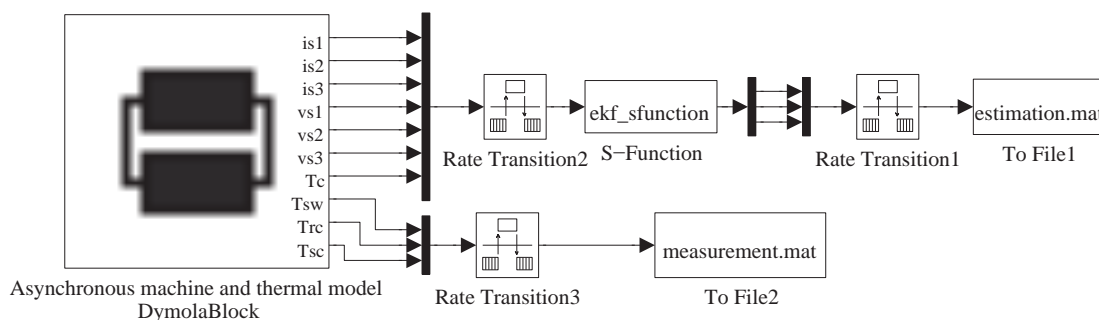 is1
is2
is3
vs1
vs2
vs3
Tc
Tsw
Trc
Tsc
Asynchronous machine and thermal model
DymolaBlock
Rate Transition2
ekf_sfunction
S−Function
Rate Transition1
estimation.mat
To File1
Rate Transition3
measurement.mat
To File2